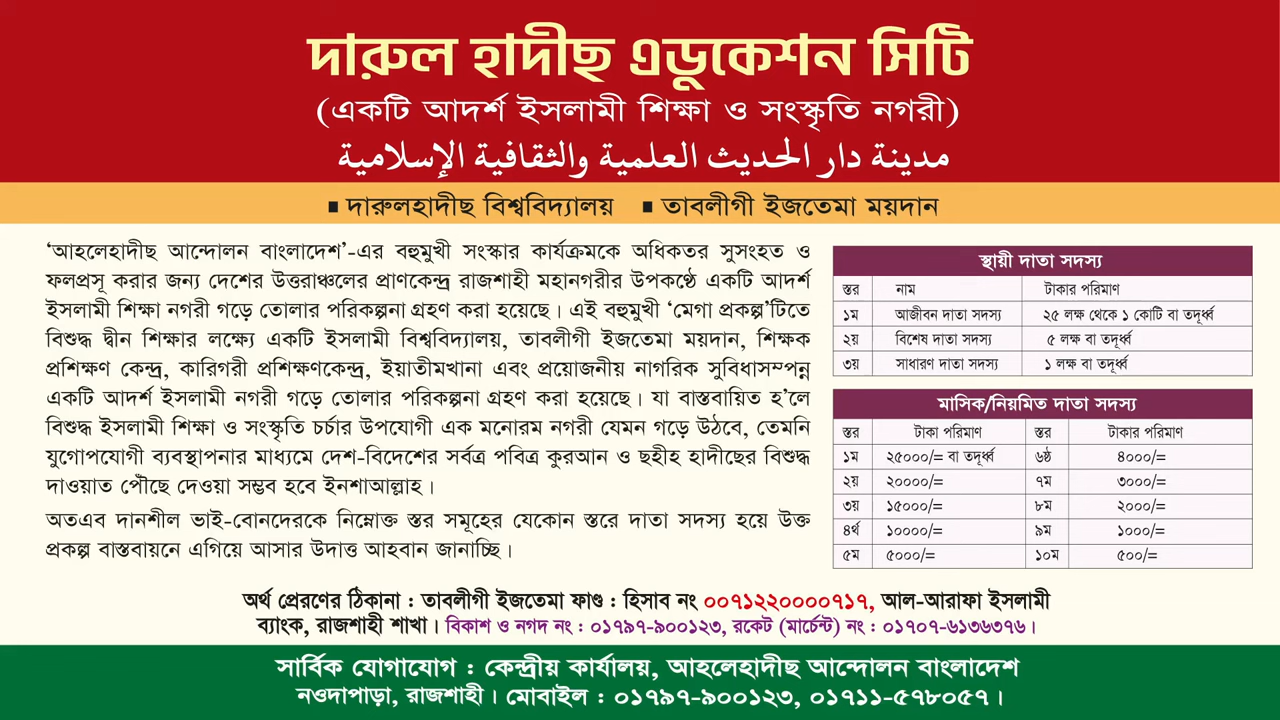 দারুল হাদীছ এডুকেশন সিটি
(একটি আদর্শ ইসলামী শিক্ষা ও সংস্কৃতি নগরী)
مدينة دار الحديث العلمية والثقافية الإسلامية
▪ দারুলহাদীছ বিশ্ববিদ্যালয় ▪ তাবলীগী ইজতেমা ময়দান
‘আহলেহাদীছ আন্দোলন বাংলাদেশ’-এর বহুমুখী সংস্কার কার্যক্রমকে অধিকতর সুসংহত ও
ফলপ্রসূ করার জন্য দেশের উত্তরাঞ্চলের প্রাণকেন্দ্র রাজশাহী মহানগরীর উপকণ্ঠে একটি আদর্শ
ইসলামী শিক্ষা নগরী গড়ে তোলার পরিকল্পনা গ্রহণ করা হয়েছে। এই বহুমুখী ‘মেগা প্রকল্প’টিতে
বিশুদ্ধ দ্বীন শিক্ষার লক্ষ্যে একটি ইসলামী বিশ্ববিদ্যালয়, তাবলীগী ইজতেমা ময়দান, শিক্ষক
প্রশিক্ষণ কেন্দ্র, কারিগরী প্রশিক্ষণকেন্দ্র, ইয়াতীমখানা এবং প্রয়োজনীয় নাগরিক সুবিধাসম্পন্ন
একটি আদর্শ ইসলামী নগরী গড়ে তোলার পরিকল্পনা গ্রহণ করা হয়েছে। যা বাস্তবায়িত হ’লে
বিশুদ্ধ ইসলামী শিক্ষা ও সংস্কৃতি চর্চার উপযোগী এক মনোরম নগরী যেমন গড়ে উঠবে, তেমনি
যুগোপযোগী ব্যবস্থাপনার মাধ্যমে দেশ-বিদেশের সর্বত্র পবিত্র কুরআন ও ছহীহ হাদীছের বিশুদ্ধ
দাওয়াত পৌঁছে দেওয়া সম্ভব হবে ইনশাআল্লাহ।
অতএব দানশীল ভাই-বোনদেরকে নিম্নোক্ত স্তর সমূহের যেকোন স্তরে দাতা সদস্য হয়ে উক্ত
প্রকল্প বাস্তবায়নে এগিয়ে আসার উদাত্ত আহবান জানাচ্ছি।
স্থায়ী দাতা সদস্য
স্তর নাম টাকার পরিমাণ
১ম আজীবন দাতা সদস্য ২৫ লক্ষ থেকে ১ কোটি বা তদূর্ধ্ব
২য় বিশেষ দাতা সদস্য ৫ লক্ষ বা তদূর্ধ্ব
৩য় সাধারণ দাতা সদস্য ১ লক্ষ বা তদূর্ধ্ব
মাসিক/নিয়মিত দাতা সদস্য
স্তর টাকা পরিমাণ স্তর টাকার পরিমাণ
১ম ২৫০০০/= বা তদূর্ধ্ব ৬ষ্ঠ ৪০০০/=
২য় ২০০০০/= ৭ম ৩০০০/=
৩য় ১৫০০০/= ৮ম ২০০০/=
৪র্থ ১০০০০/= ৯ম ১০০০/=
৫ম ৫০০০/= ১০ম ৫০০/=
অর্থ প্রেরণের ঠিকানা : তাবলীগী ইজতেমা ফাণ্ড : হিসাব নং ০০৭১২২০০০০৭১৭, আল-আরাফা ইসলামী
ব্যাংক, রাজশাহী শাখা। বিকাশ ও নগদ নং : ০১৭৯৭-৯০০১২৩, রকেট (মার্চেন্ট) নং : ০১৭০৭-৬১৩৬৩৭৬।
সার্বিক যোগাযোগ : কেন্দ্রীয় কার্যালয়, আহলেহাদীছ আন্দোলন বাংলাদেশ
নওদাপাড়া, রাজশাহী। মোবাইল : ০১৭৯৭-৯০০১২৩, ০১৭১১-৫৭৮০৫৭।